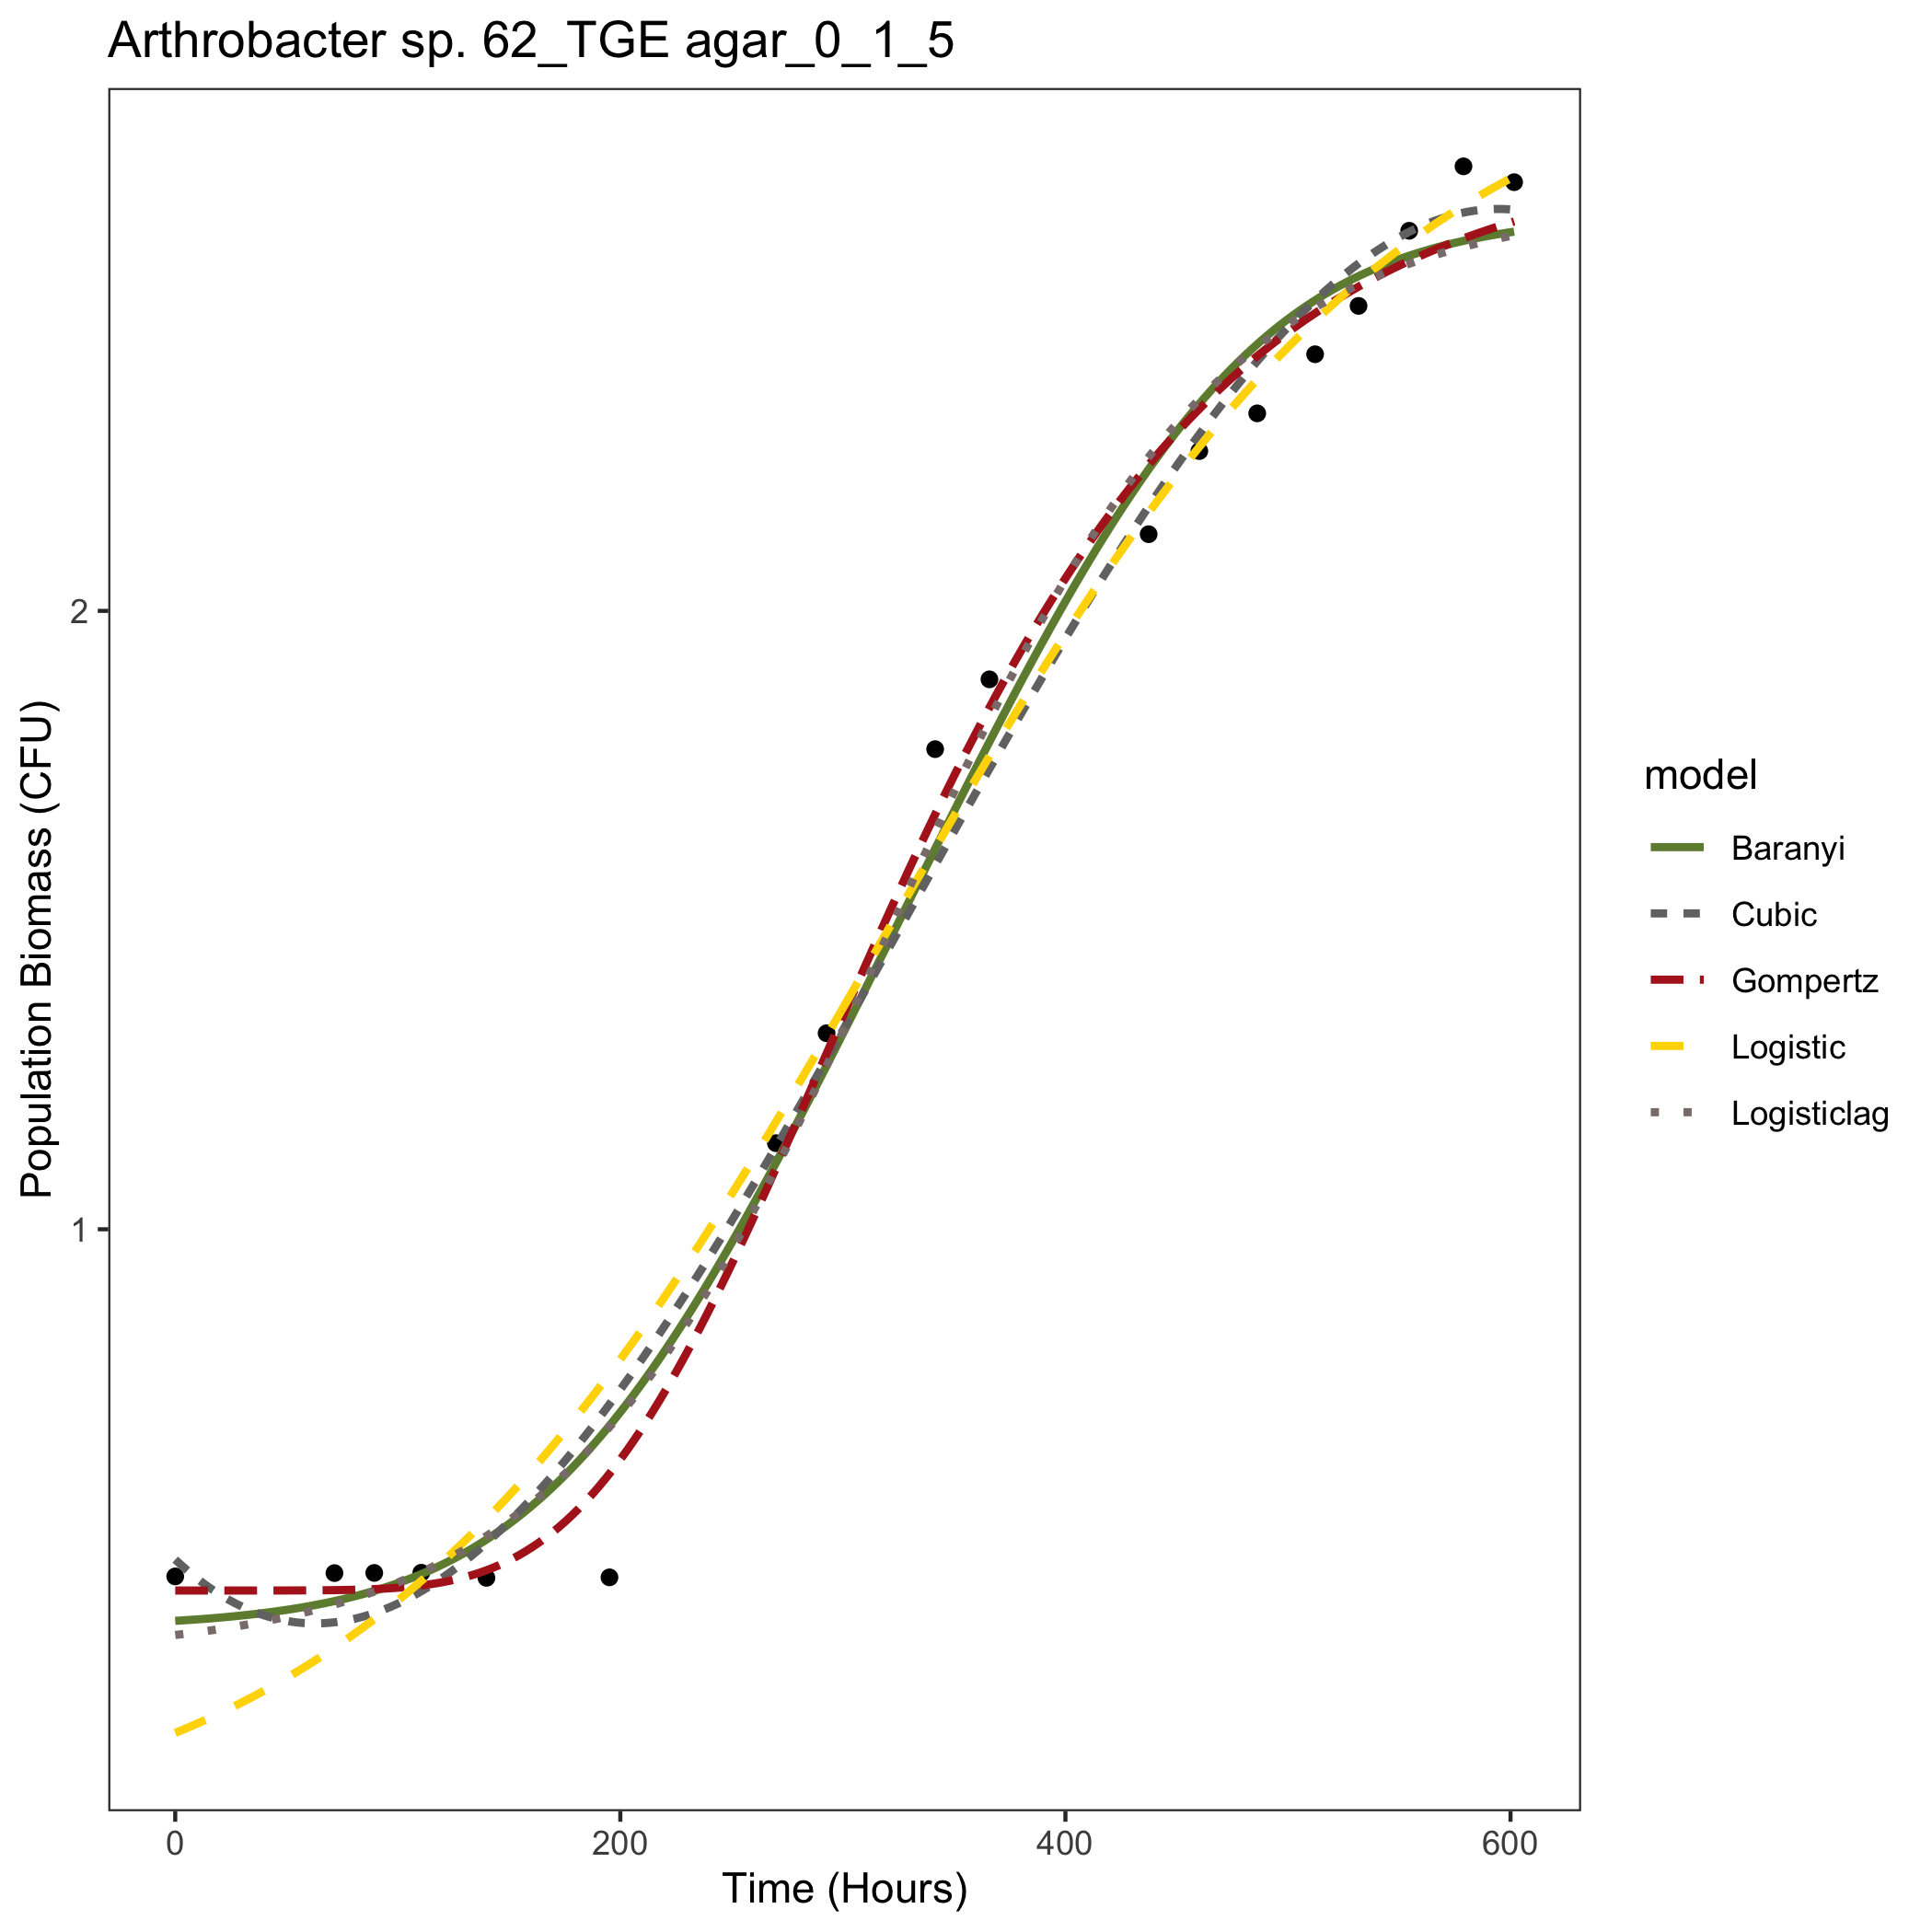 Arthrobacter sp. 62_TGE agar_0_1_5
Population Biomass (CFU)
2
1
0
200
400
600
Time (Hours)
model
Baranyi
Cubic
Gompertz
Logistic
Logisticlag